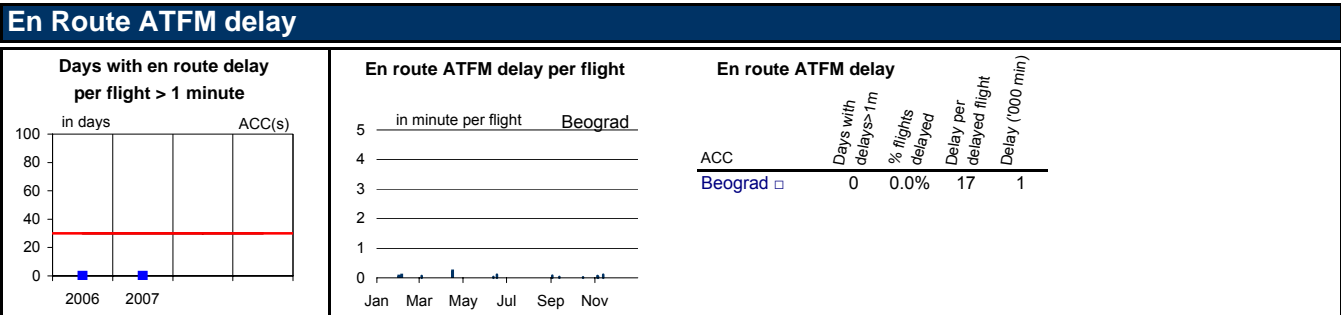 En Route ATFM delay
Days with en route delay
per flight > 1 minute
in days
ACC(s)
100
80
60
40
20
0
2006 2007
En route ATFM delay per flight
in minute per flight
Beograd
5
4
3
2
1
0
Jan Mar May Jul Sep Nov
En route ATFM delay
ACC
Days with
delays>1m
% flights
delayed
Delay per
delayed flight
Delay ('000 min)
Beograd □ 0 0.0% 17 1